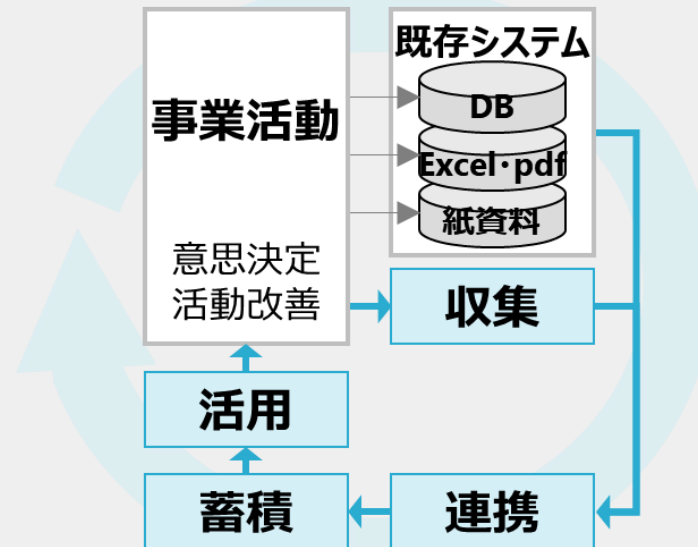 事業活動
意思決定
活動改善
既存システム
DB
Excel・pdf
紙資料
収集
連携
蓄積
活用